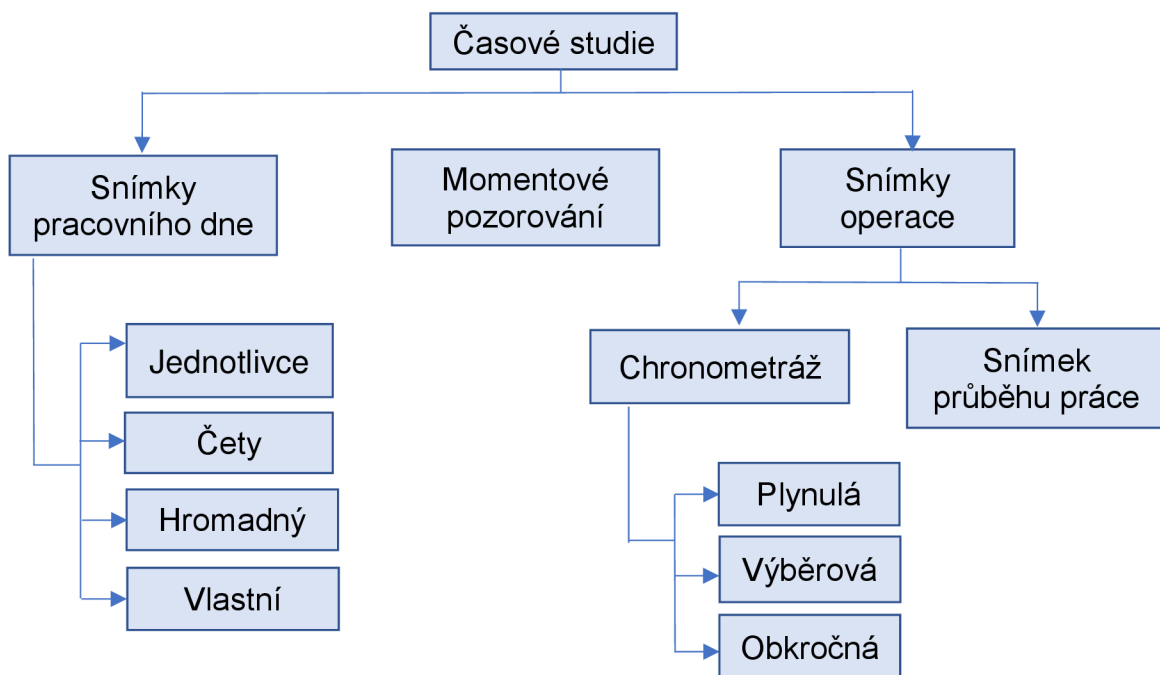 Časové studie
Snímky
pracovního dne
Momentové
pozorování
Snímky
operace
Jednotlivce
Čety
Hromadný
Vlastní
Chronometráž
Snímek
průběhu práce
Plynulá
Výběrová
Obkročná